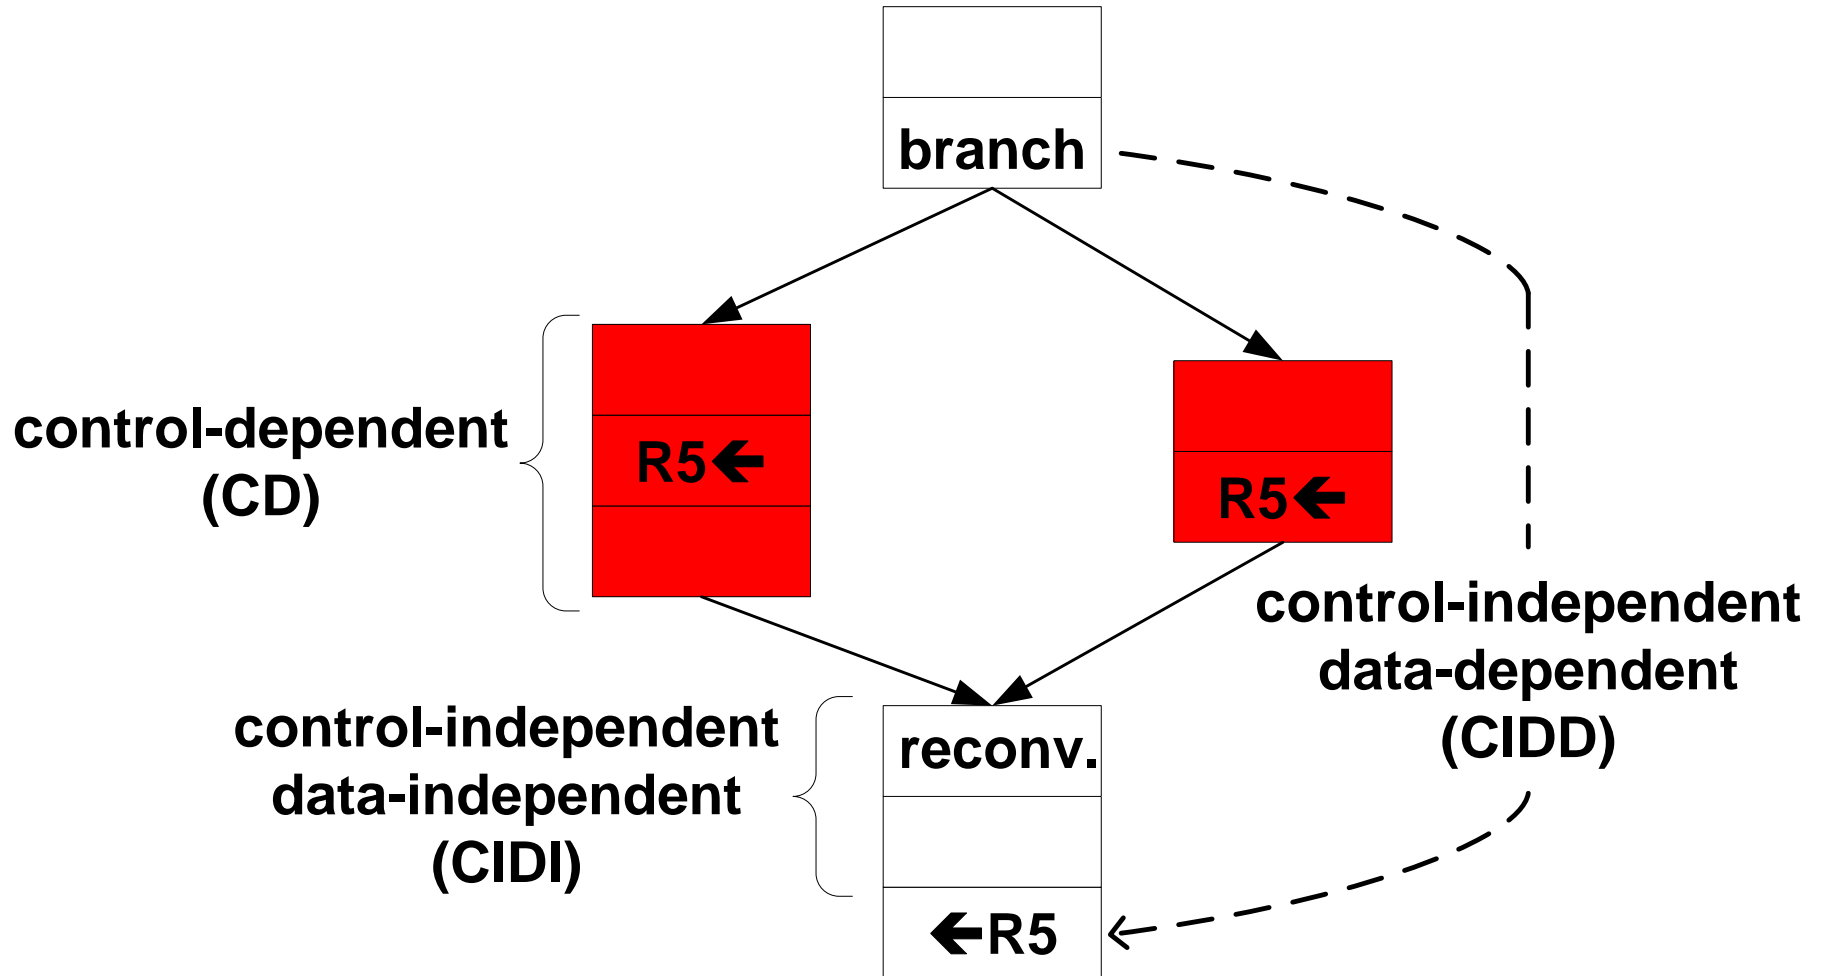 branch
control-dependent
(CD)
R5🡸
R5🡸
control-independent
data-dependent
(CIDD)
control-independent
data-independent
(CIDI)
reconv.
🡸R5